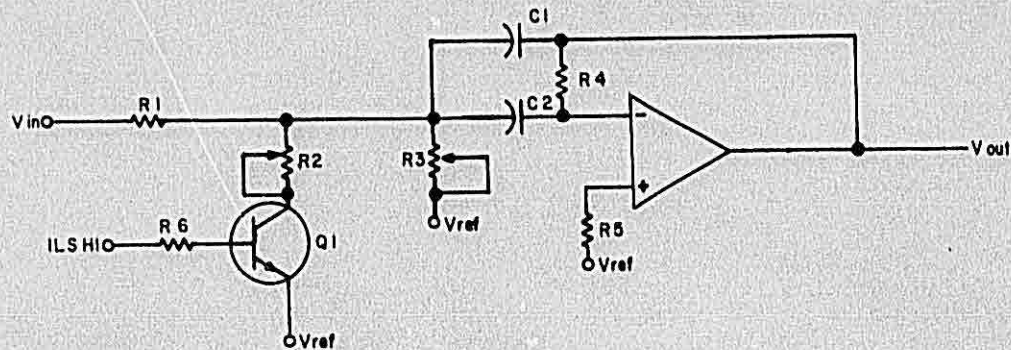 C1
R4
C2
R1
Vin
R2
R3
Vout
-
+
R5
Vref
Vref
R6
ILS HI
Q1
Vref